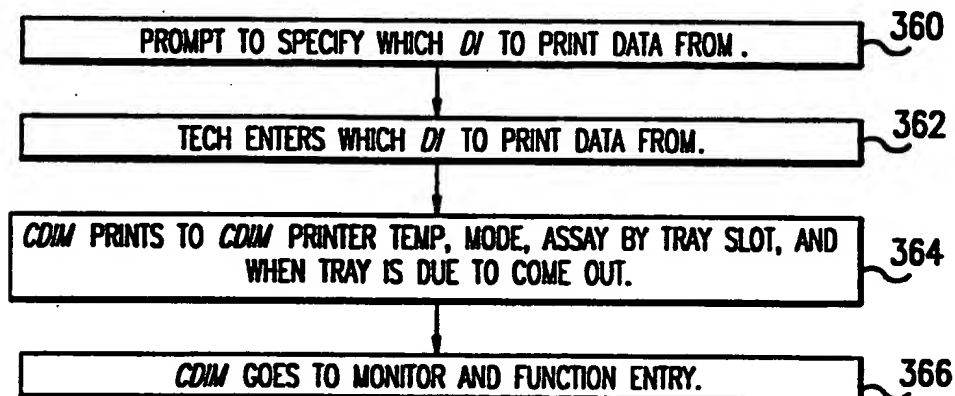 PROMPT TO SPECIFY WHICH DI TO PRINT DATA FROM.
360
TECH ENTERS WHICH DI TO PRINT DATA FROM.
362
CDIM PRINTS TO CDIM PRINTER TEMP, MODE, ASSAY BY TRAY SLOT, AND
WHEN TRAY IS DUE TO COME OUT.
364
CDIM GOES TO MONITOR AND FUNCTION ENTRY.
366